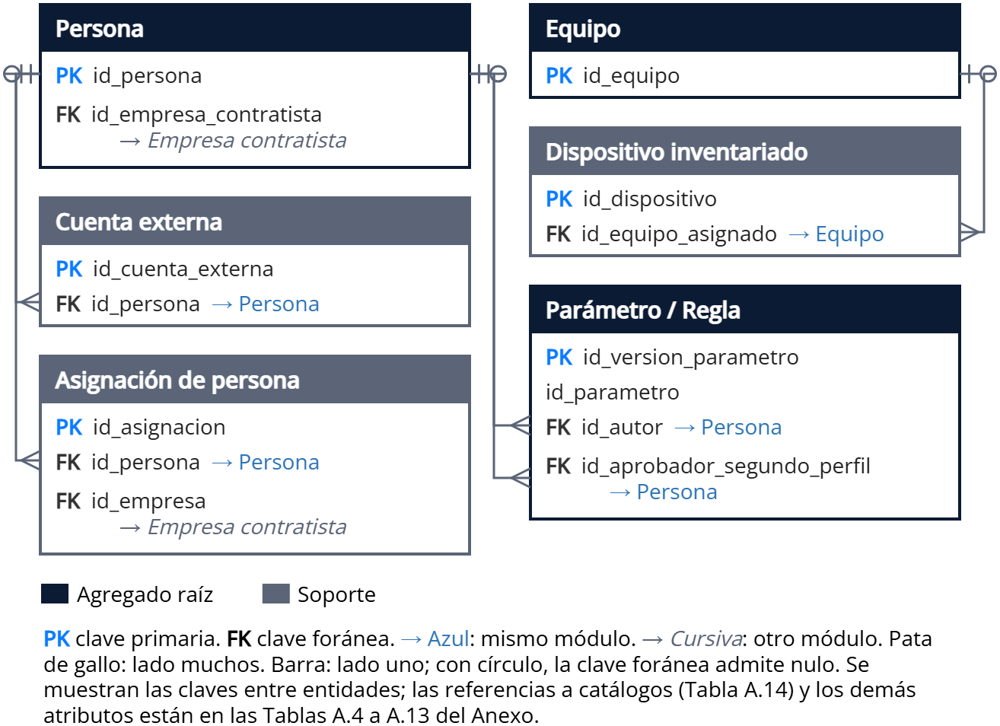 Persona
PK id_persona
FK id_empresa_contratista
→ Empresa contratista
Cuenta externa
PK id_cuenta_externa
FK id_persona → Persona
Asignación de persona
PK id_asignacion
FK id_persona → Persona
FK id_empresa
→ Empresa contratista
Equipo
PK id_equipo
Dispositivo inventariado
PK id_dispositivo
FK id_equipo_asignado → Equipo
Parámetro / Regla
PK id_version_parametro
id_parametro
FK id_autor → Persona
FK id_aprobador_segundo_perfil
→ Persona
Agregado raíz
Soporte
PK clave primaria. FK clave foránea. → Azul: mismo módulo. → Cursiva: otro módulo. Pata
de gallo: lado muchos. Barra: lado uno; con círculo, la clave foránea admite nulo. Se
muestran las claves entre entidades; las referencias a catálogos (Tabla A.14) y los demás
atributos están en las Tablas A.4 a A.13 del Anexo.